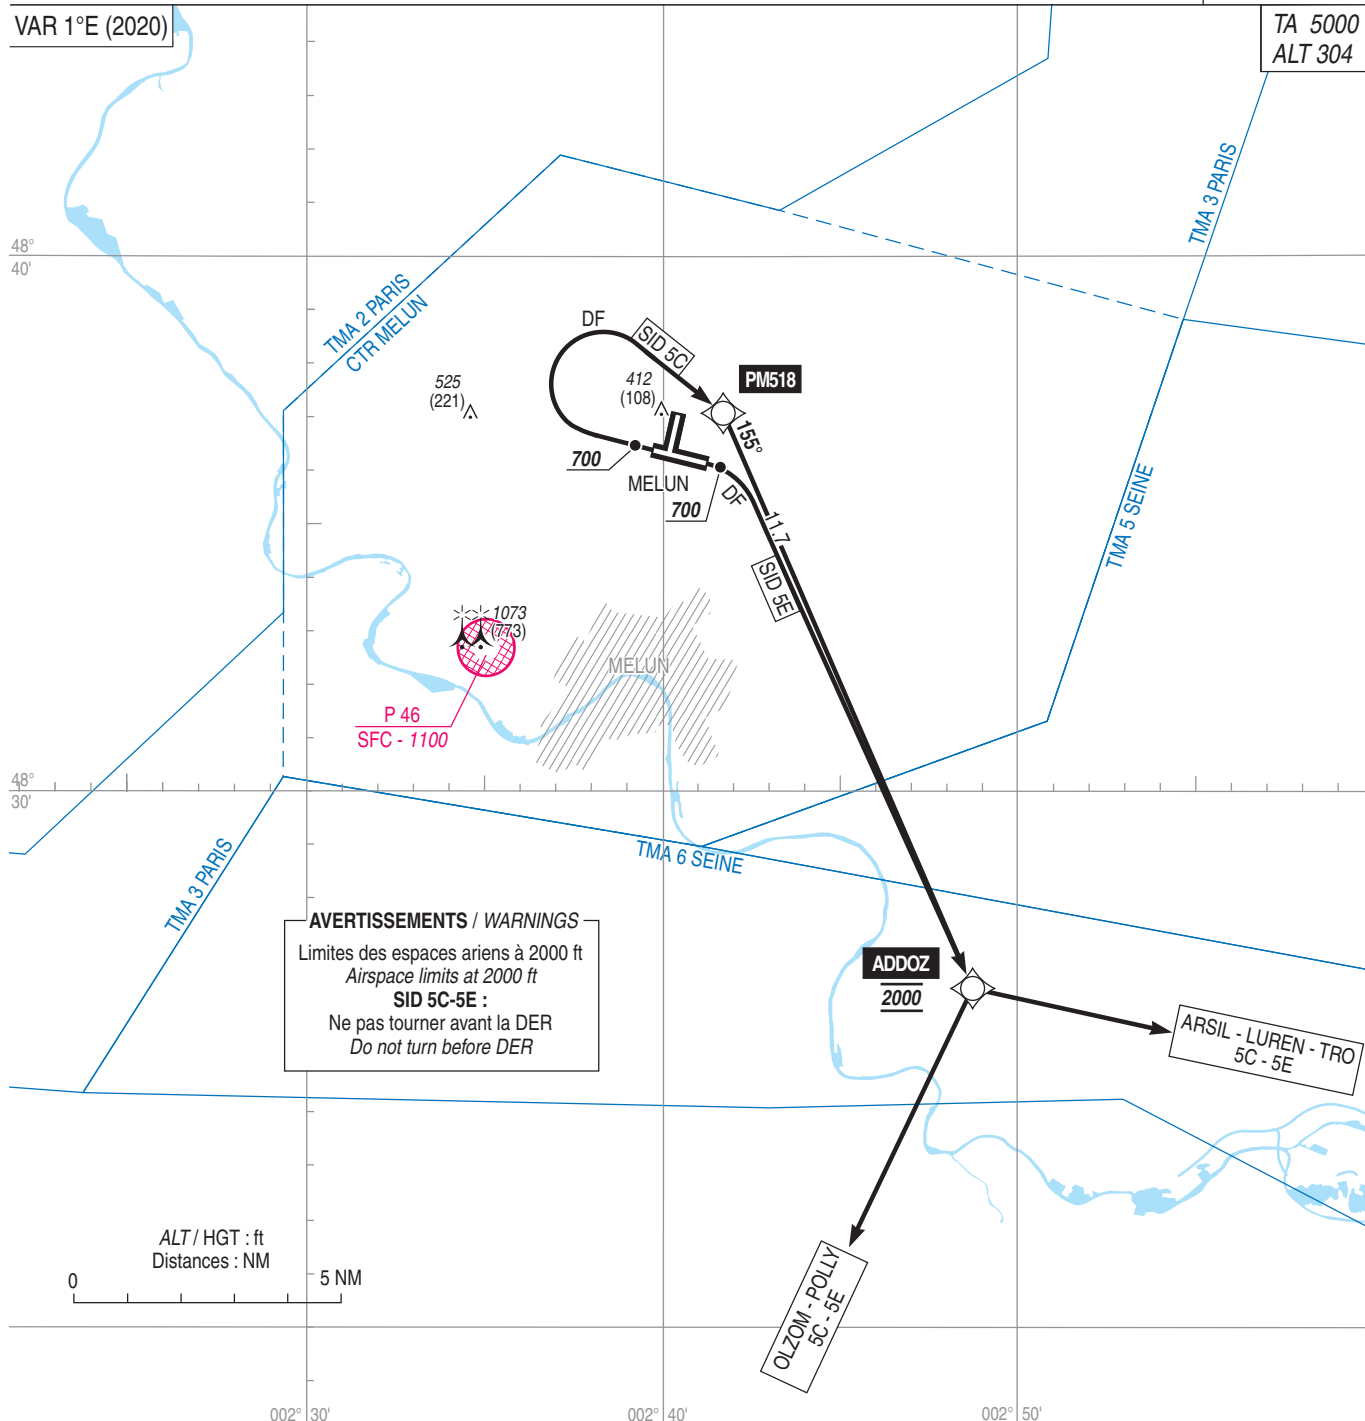 VAR 1°E (2020)
TA 5000
ALT 304
TMA 3 PARIS
48°
40'
TMA 2 PARIS
CTR MELUN
DF
SID 5C
525
(221)
412
(108)
PM518
155°
700
MELUN
700
DF
11.7
SID 5E
TMA 5 SEINE
1073
(773)
MELUN
P 46
SFC - 1100
48°
30'
TMA 6 SEINE
TMA 3 PARIS
AVERTISSEMENTS / WARNINGS
Limites des espaces ariens à 2000 ft
Airspace limits at 2000 ft
SID 5C-5E :
Ne pas tourner avant la DER
Do not turn before DER
ADDOZ
2000
ARSIL - LUREN - TRO
5C - 5E
OLZOM - POLLY
5C - 5E
ALT / HGT : ft
Distances : NM
0
5 NM
002° 30'
002° 40'
002° 50'